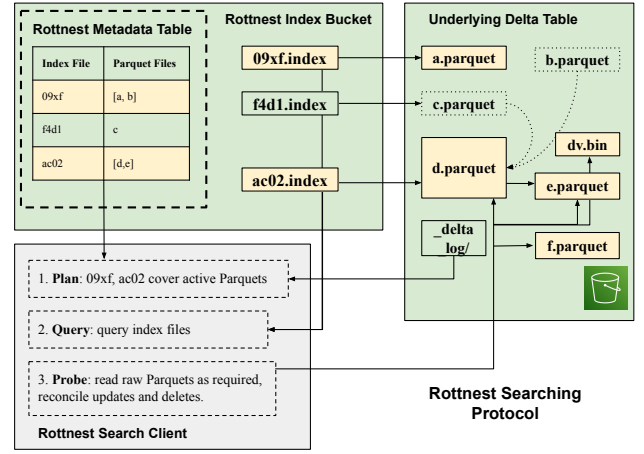 Rottnest Index Bucket
Rottnest Metadata Table
Index File Parquet Files
09xf [a, b]
f4d1 c
ac02 [d,e]
09xf.index
f4d1.index
ac02.index
Underlying Delta Table
a.parquet
b.parquet
c.parquet
dv.bin
d.parquet
e.parquet
_delta
_log/
f.parquet
1. Plan: 09xf, ac02 cover active Parquets
2. Query: query index files
3. Probe: read raw Parquets as required,
reconcile updates and deletes.
Rottnest Search Client
Rottnest Searching
Protocol